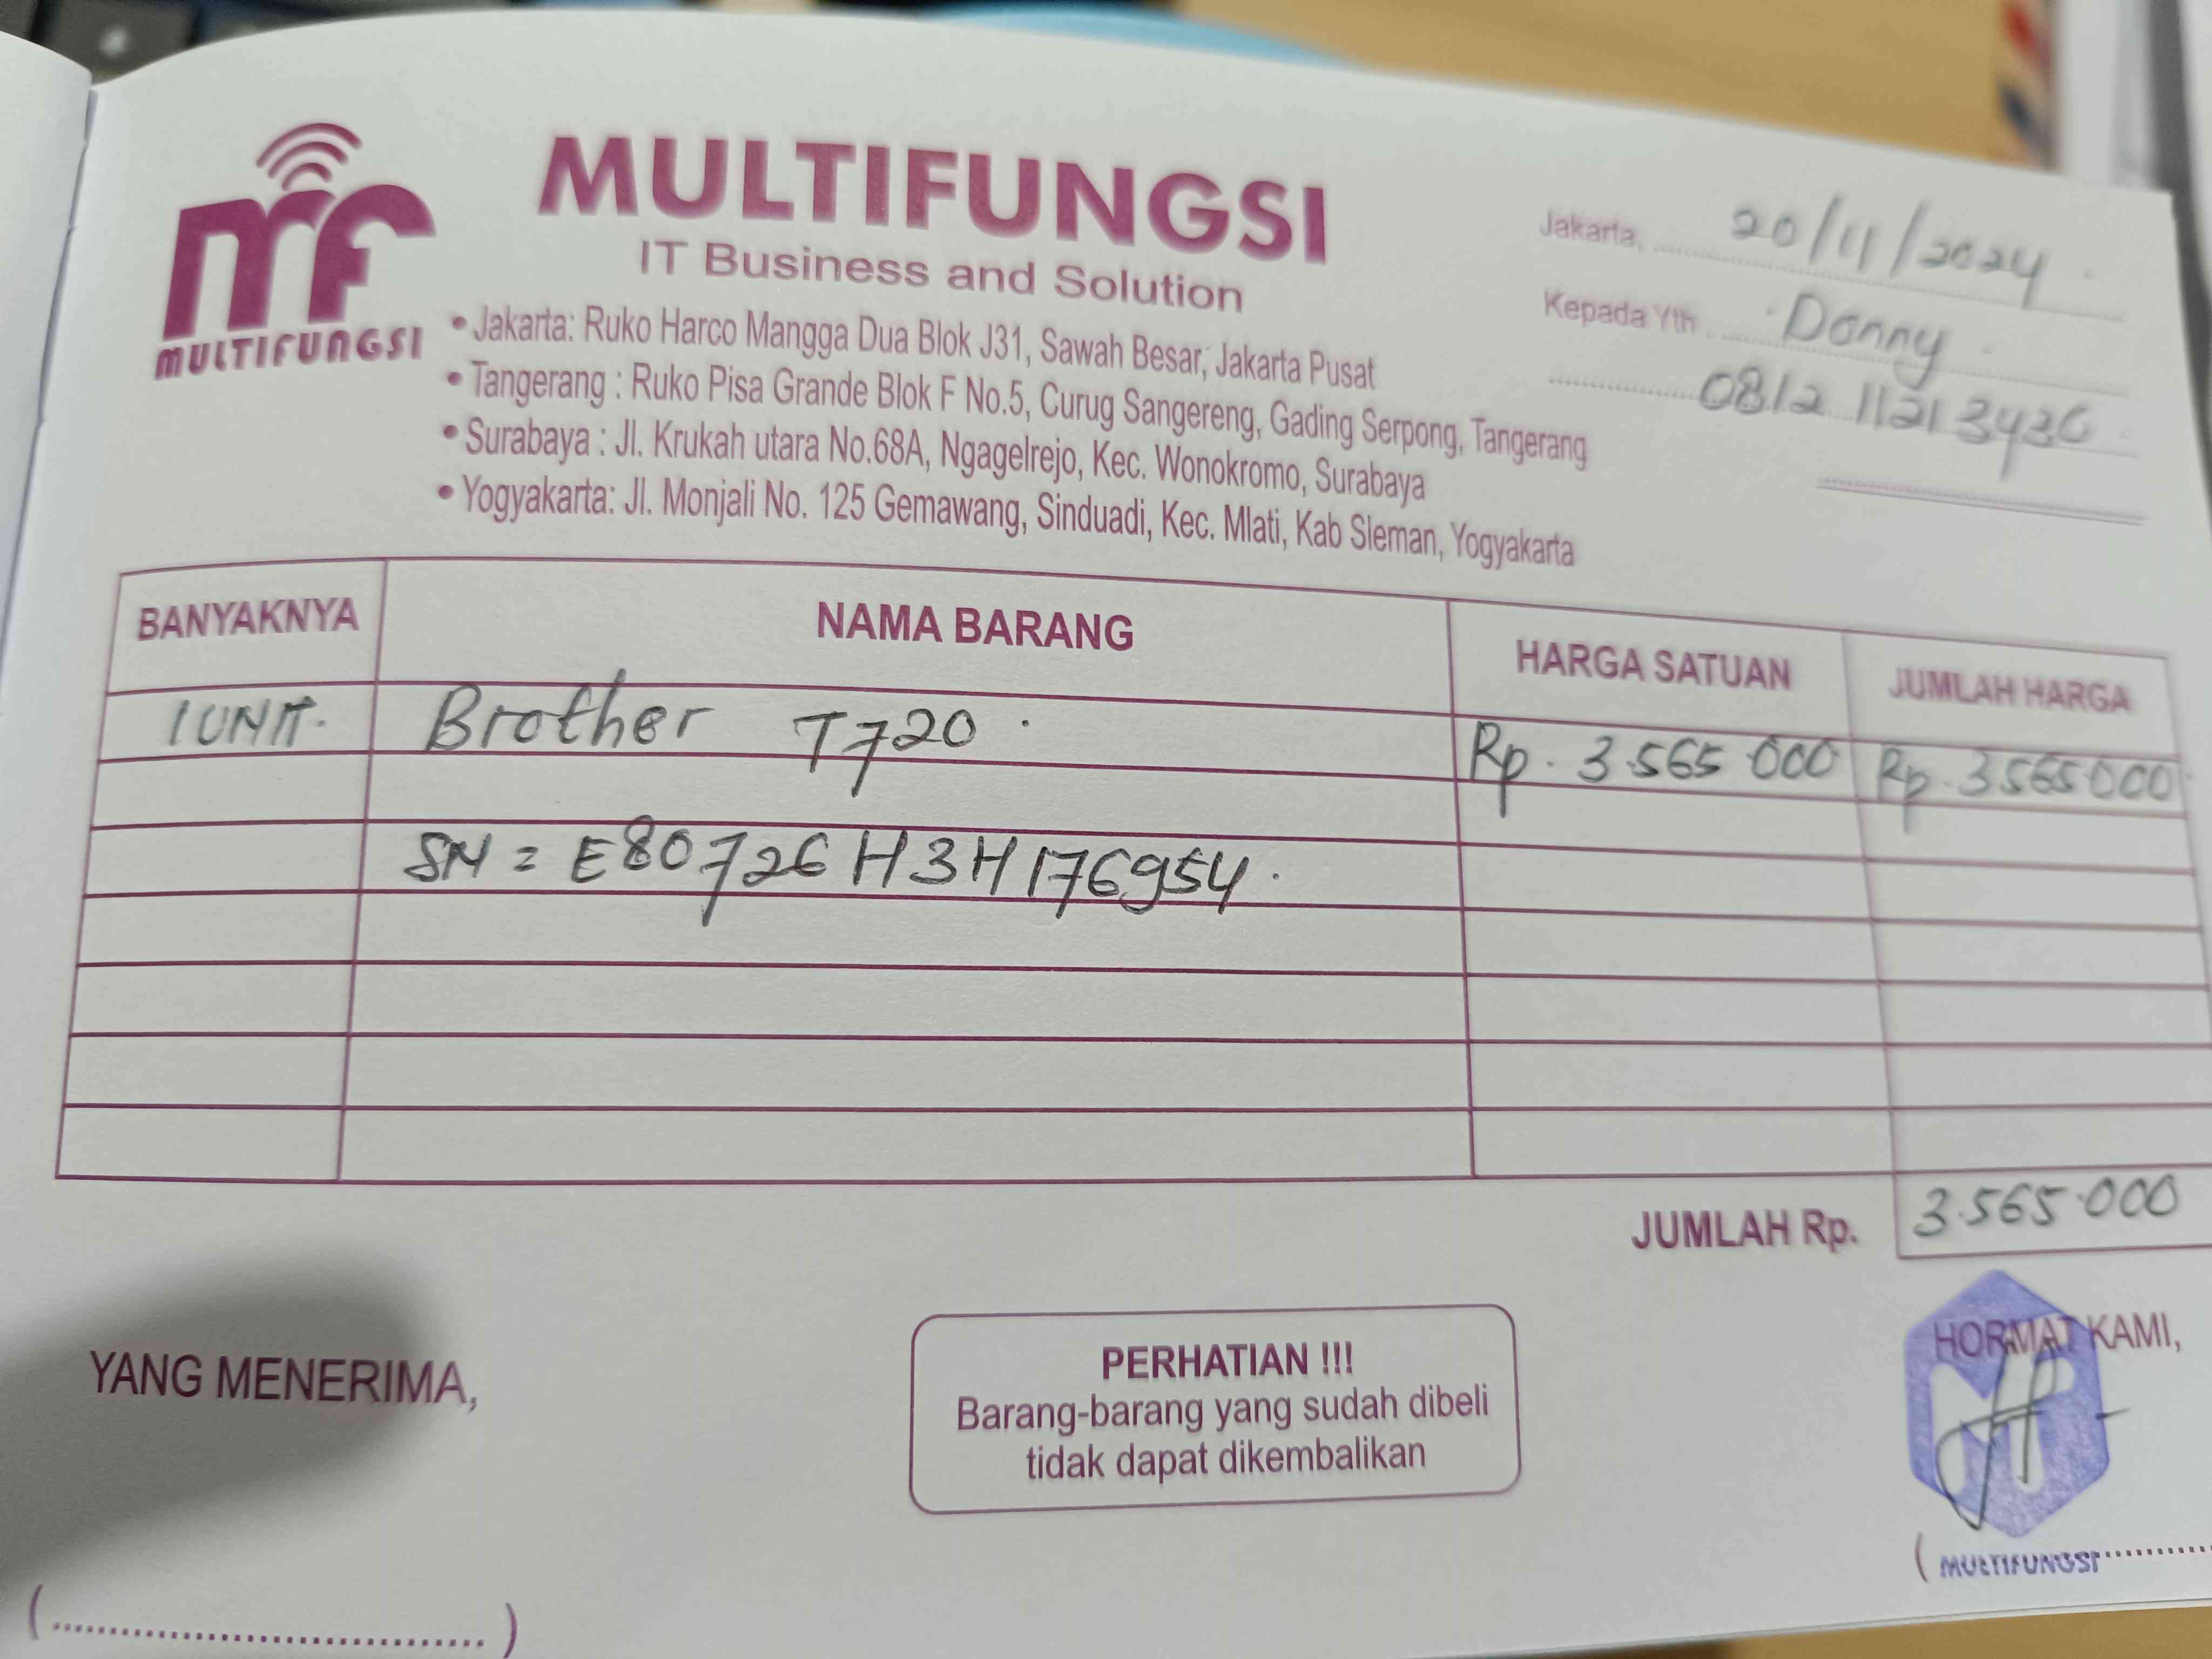 MULTIFUNGSI
MULTIFUNGSI
IT Business and Solution
• Jakarta: Ruko Harco Mangga Dua Blok J31, Sawah Besar, Jakarta Pusat
• Tangerang : Ruko Pisa Grande Blok F No.5, Curug Sangereng, Gading Serpong, Tangerang
• Surabaya : Jl. Krukah utara No.68A, Ngagelrejo, Kec. Wonokromo, Surabaya
• Yogyakarta: Jl. Monjali No. 125 Gemawang, Sinduadi, Kec. Mlati, Kab Sleman, Yogyakarta
Jakarta, 20/11/2024
Kepada Yth Donny
0812 1121 3436
BANYAKNYA NAMA BARANG HARGA SATUAN JUMLAH HARGA
1 UNIT. Brother T720. Rp. 3.565 000 Rp. 3.565000
SN = E80726H3H176954.
JUMLAH Rp. 3.565.000
YANG MENERIMA,
PERHATIAN !!!
Barang-barang yang sudah dibeli
tidak dapat dikembalikan
HORMAT KAMI,
MULTIFUNGSI